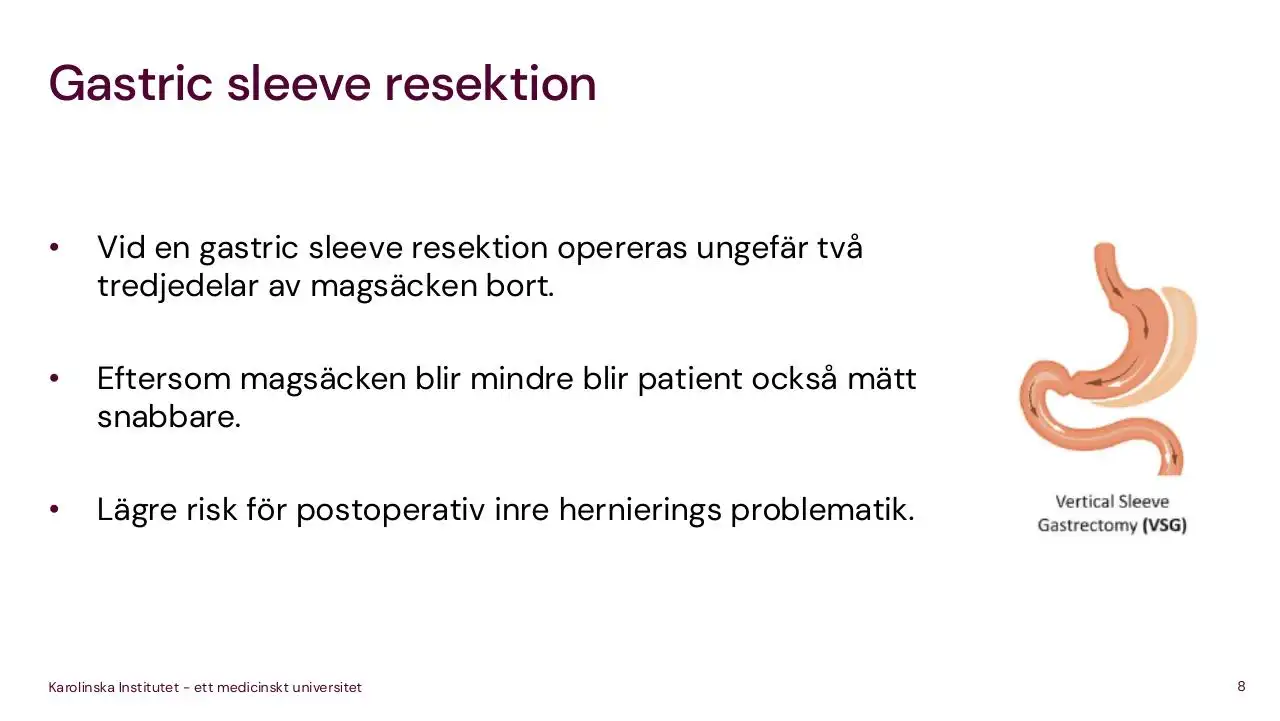 Gastric sleeve resektion
• Vid en gastric sleeve resektion opereras ungefär två
tredjedelar av magsäcken bort.
• Eftersom magsäcken blir mindre blir patient också mätt
snabbare.
• Lägre risk för postoperativ inre hernierings problematik.
Vertical Sleeve
Gastrectomy (VSG)
Karolinska Institutet - ett medicinskt universitet
8